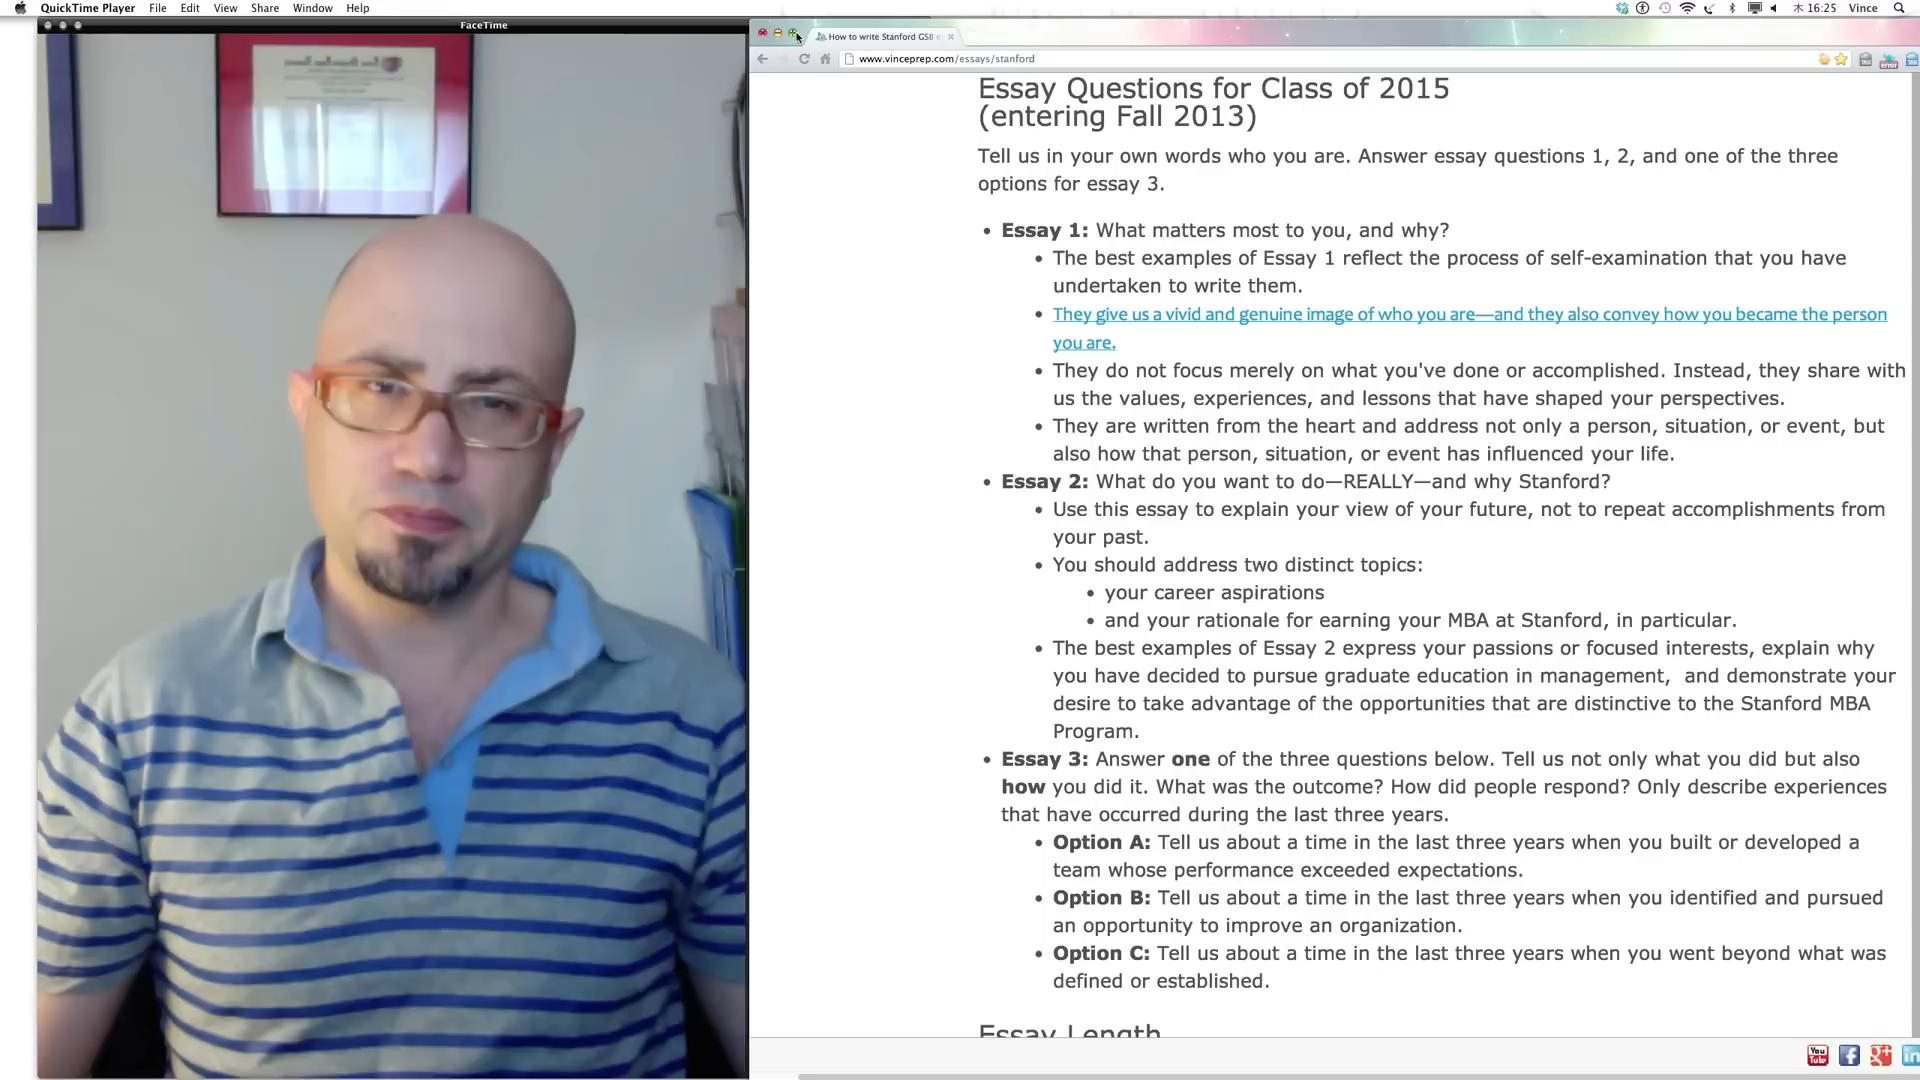 QuickTime Player File Edit View Share Window Help
木 16:25 Vince
FaceTime
How to write Stanford GSB
www.vinceprep.com/essays/stanford
Essay Questions for Class of 2015
(entering Fall 2013)
Tell us in your own words who you are. Answer essay questions 1, 2, and one of the three
options for essay 3.
• Essay 1: What matters most to you, and why?
• The best examples of Essay 1 reflect the process of self-examination that you have
undertaken to write them.
• They give us a vivid and genuine image of who you are—and they also convey how you became the person
you are.
• They do not focus merely on what you've done or accomplished. Instead, they share with
us the values, experiences, and lessons that have shaped your perspectives.
• They are written from the heart and address not only a person, situation, or event, but
also how that person, situation, or event has influenced your life.
• Essay 2: What do you want to do—REALLY—and why Stanford?
• Use this essay to explain your view of your future, not to repeat accomplishments from
your past.
• You should address two distinct topics:
• your career aspirations
• and your rationale for earning your MBA at Stanford, in particular.
• The best examples of Essay 2 express your passions or focused interests, explain why
you have decided to pursue graduate education in management, and demonstrate your
desire to take advantage of the opportunities that are distinctive to the Stanford MBA
Program.
• Essay 3: Answer one of the three questions below. Tell us not only what you did but also
how you did it. What was the outcome? How did people respond? Only describe experiences
that have occurred during the last three years.
• Option A: Tell us about a time in the last three years when you built or developed a
team whose performance exceeded expectations.
• Option B: Tell us about a time in the last three years when you identified and pursued
an opportunity to improve an organization.
• Option C: Tell us about a time in the last three years when you went beyond what was
defined or established.
Essay Length
You Tube